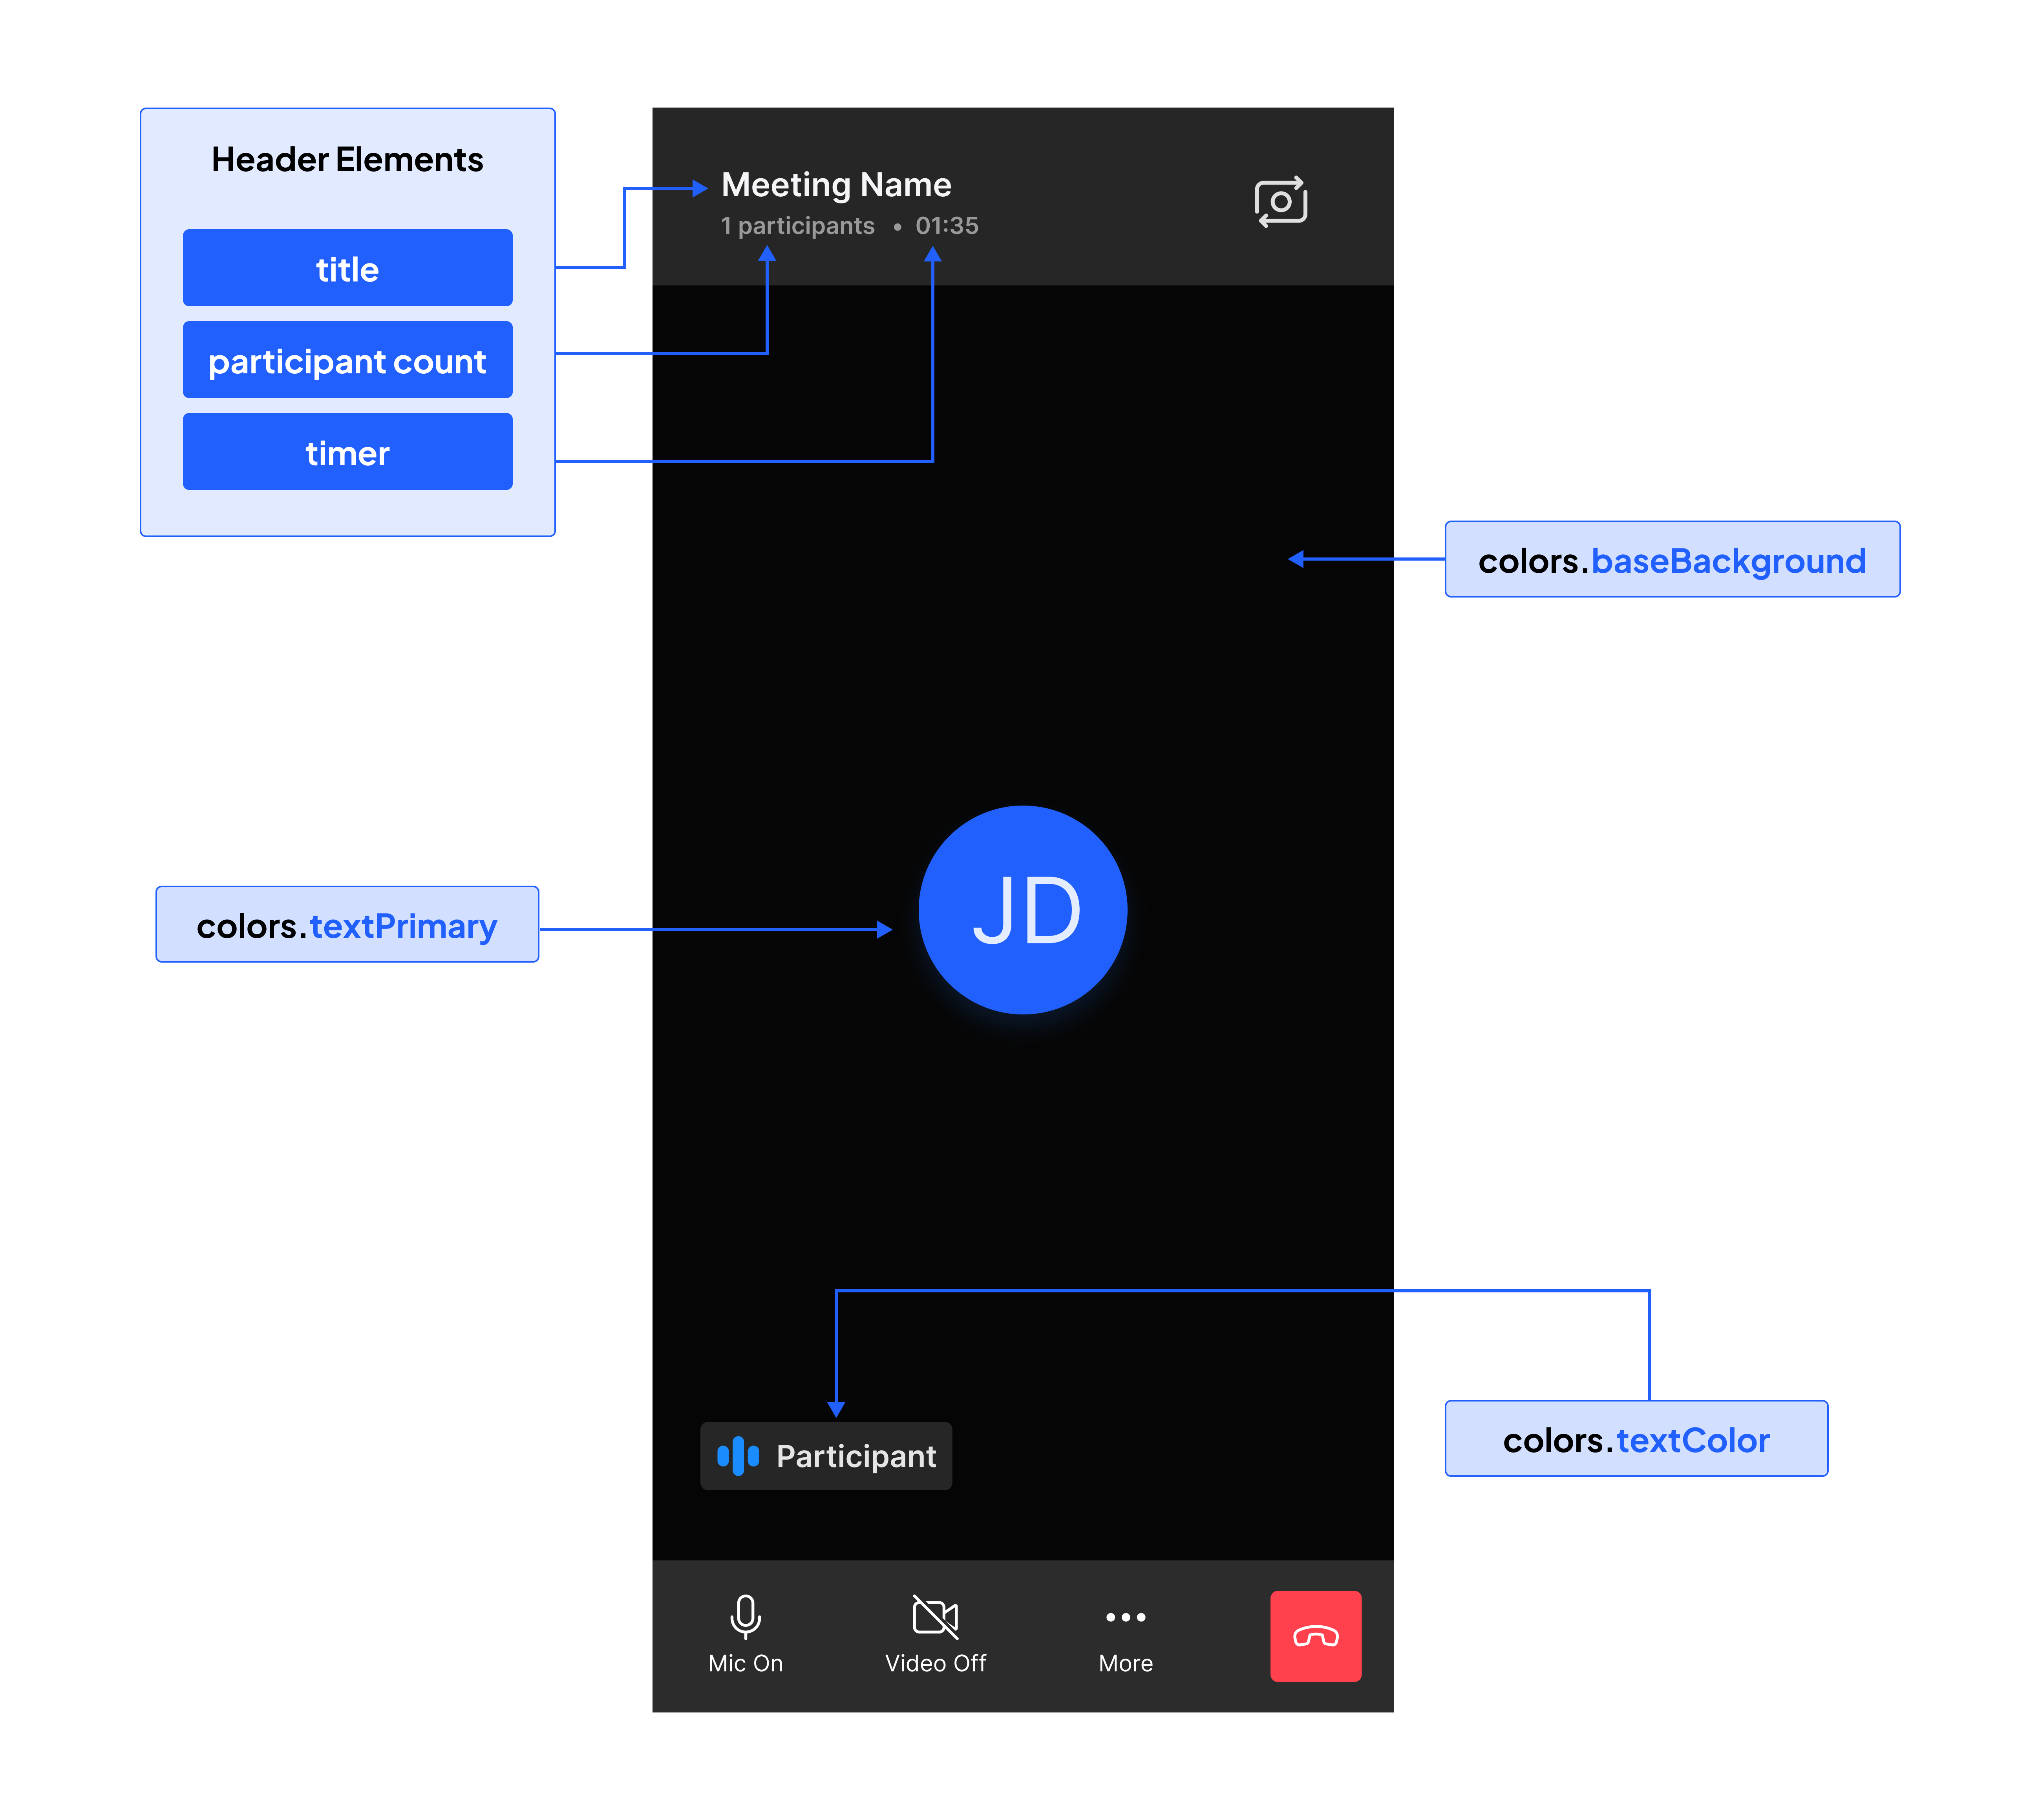 Header Elements
title
participant count
timer
Meeting Name
1 participants • 01:35
colors.baseBackground
colors.textPrimary
JD
colors.textColor
Participant
Mic On
Video Off
More